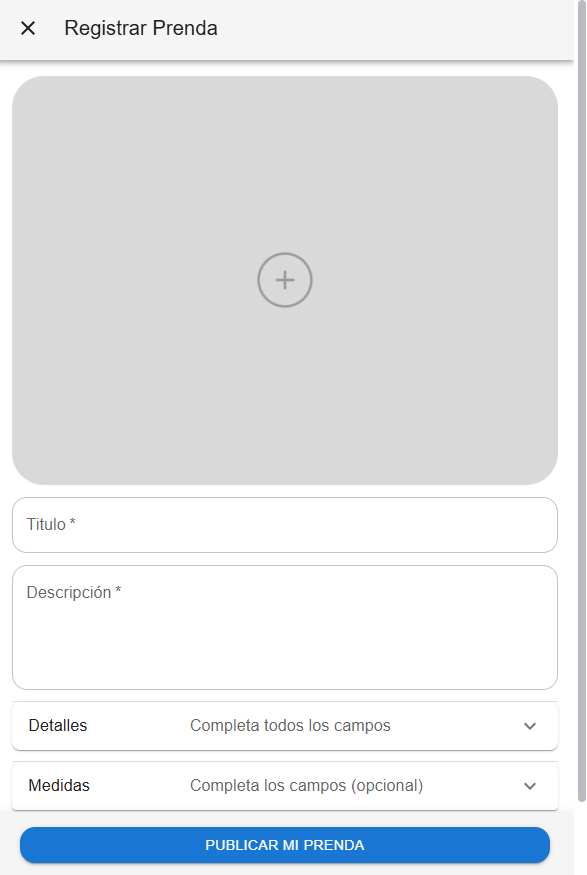 Registrar Prenda
Titulo *
Descripción *
Detalles Completa todos los campos
Medidas Completa los campos (opcional)
PUBLICAR MI PRENDA